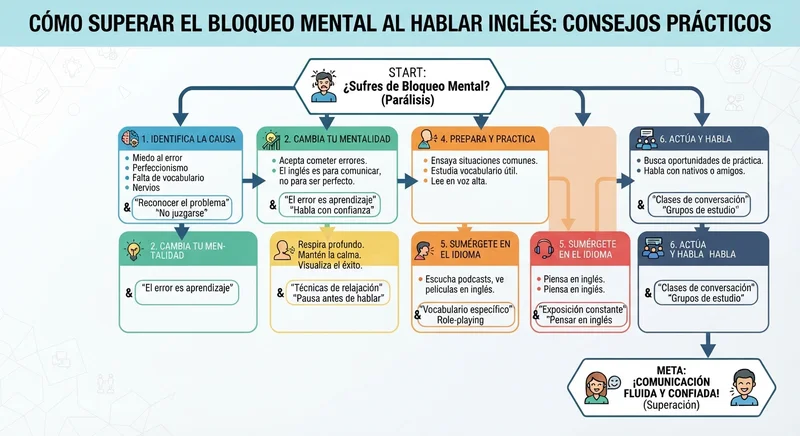 CÓMO SUPERAR EL BLOQUEO MENTAL AL HABLAR INGLÉS: CONSEJOS PRÁCTICOS
START:
¿Sufres de Bloqueo Mental?
(Parálisis)
1. IDENTIFICA LA CAUSA
• Miedo al error
• Perfeccionismo
• Falta de vocabulario
• Nervios
& "Reconocer el problema"
"No juzgarse"
2. CAMBIA TU MENTALIDAD
• Acepta cometer errores.
• El inglés es para comunicar,
no para ser perfecto.
& "El error es aprendizaje"
"Habla con confianza"
4. PREPARA Y PRACTICA
• Ensaya situaciones comunes.
• Estudia vocabulario útil.
• Lee en voz alta.
6. ACTÚA Y HABLA
• Busca oportunidades de práctica.
• Habla con nativos o amigos.
& "Clases de conversación"
"Grupos de estudio"
2. CAMBIA TU MEN-
TALIDAD
& "El error es aprendizaje"
Respira profundo.
Mantén la calma.
Visualiza el éxito.
& "Técnicas de relajación"
"Pausa antes de hablar"
5. SUMÉRGETE EN
EL IDIOMA
• Escucha podcasts, ve
películas en inglés.
& "Vocabulario específico"
Role-playing
5. SUMÉRGETE
EN EL IDIOMA
• Piensa en inglés.
• Piensa en inglés.
& "Exposición constante"
"Pensar en inglés
6. ACTÚA
Y HABLA HABLA
& "Clases de conversación"
"Grupos de estudio"
META:
¡COMUNICACIÓN
FLUIDA Y CONFIADA!
(Superación)